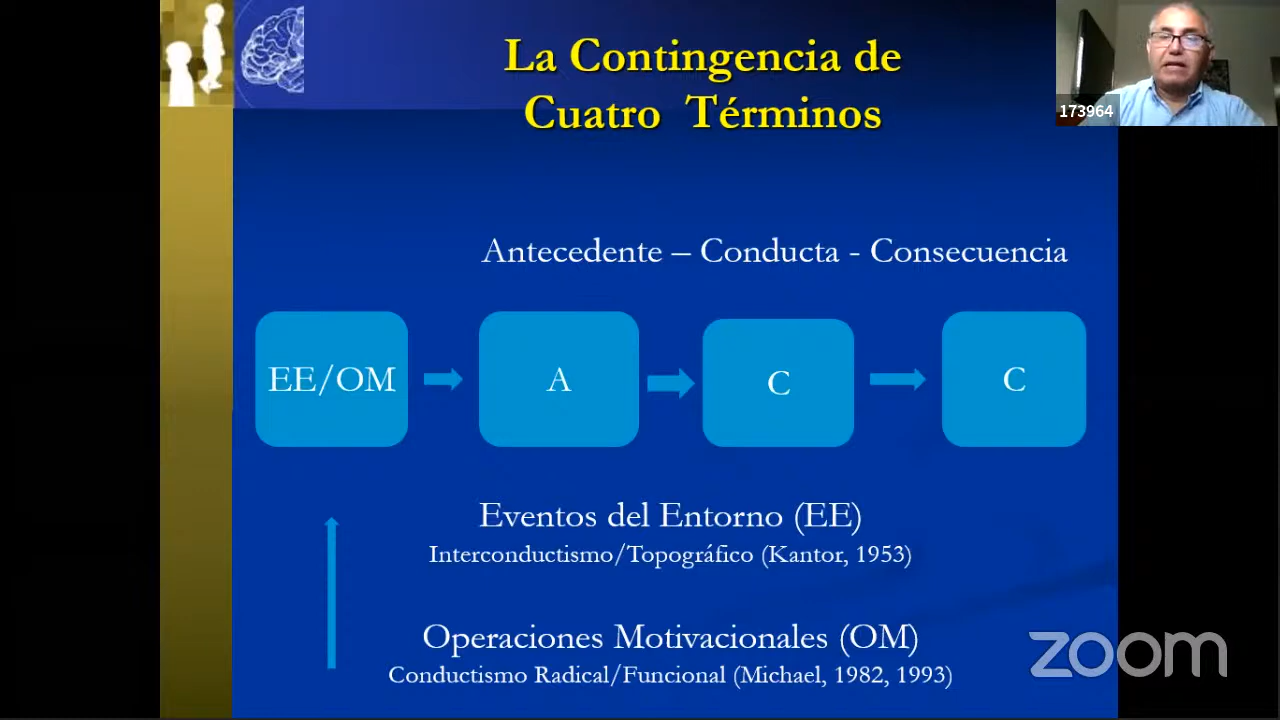 La Contingencia de
Cuatro Términos
173964
Antecedente – Conducta - Consecuencia
EE/OM
A
C
C
Eventos del Entorno (EE)
Interconductismo/Topográfico (Kantor, 1953)
Operaciones Motivacionales (OM)
Conductismo Radical/Funcional (Michael, 1982, 1993)
zoom